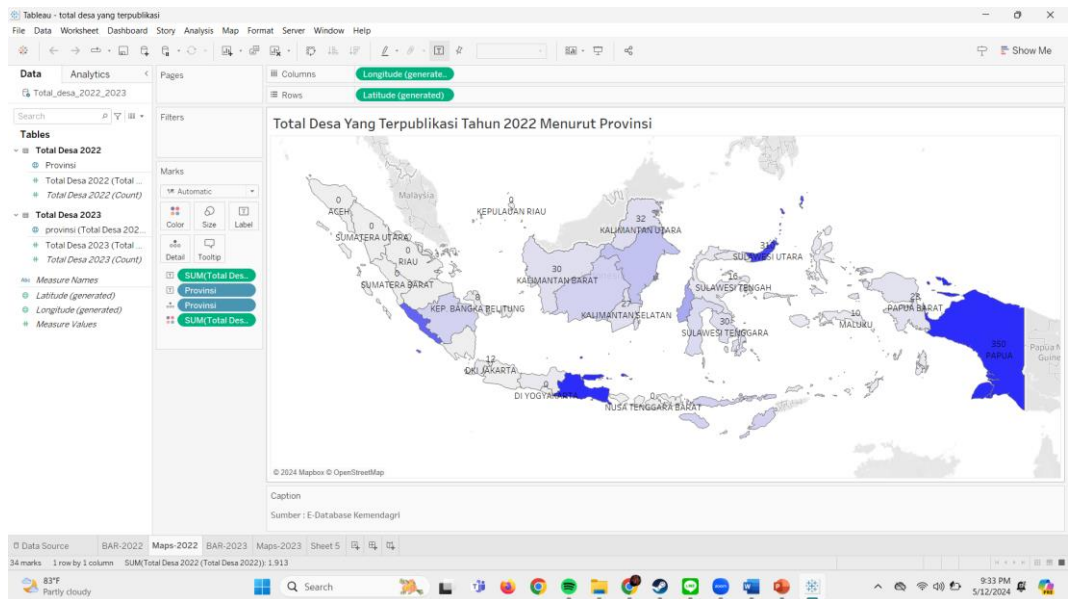 Tableau - total desa yang terpublikasi
File Data Worksheet Dashboard Story Analysis Map Format Server Window Help
Show Me
Data Analytics
Total_desa_2022_2023
Search
Tables
Total Desa 2022
Provinsi
Total Desa 2022 (Total ...
Total Desa 2022 (Count)
Total Desa 2023
provinsi (Total Desa 202...
Total Desa 2023 (Total ...
Total Desa 2023 (Count)
Abc Measure Names
Latitude (generated)
Longitude (generated)
Measure Values
Pages
Filters
Marks
Automatic
Color Size Label
Detail Tooltip
SUM(Total Des..
Provinsi
Provinsi
SUM(Total Des..
Columns Longitude (generate..
Rows Latitude (generated)
Total Desa Yang Terpublikasi Tahun 2022 Menurut Provinsi
Malaysia
0
ACEH
0
KEPULAUAN RIAU
32
KALIMANTAN UTARA
0
SUMATERA UTARA
0
RIAU
0
SUMATERA BARAT
SULAWESI UTARA
30
KALIMANTAN BARAT
16
SULAWESI TENGAH
KEP. BANGKA BELITUNG
KALIMANTAN SELATAN
30
SULAWESI TENGGARA
10
MALUKU
PAPUA BARAT
350
PAPUA
Papua N
Guine
DKI JAKARTA
0
DI YOGYAKARTA
0
NUSA TENGGARA BARAT
© 2024 Mapbox © OpenStreetMap
Caption
Sumber : E-Database Kemendagri
Data Source BAR-2022 Maps-2022 BAR-2023 Maps-2023 Sheet 5
34 marks 1 row by 1 column SUM(Total Desa 2022 (Total Desa 2022)): 1,913
83°F
Partly cloudy
Search
9:33 PM
5/12/2024